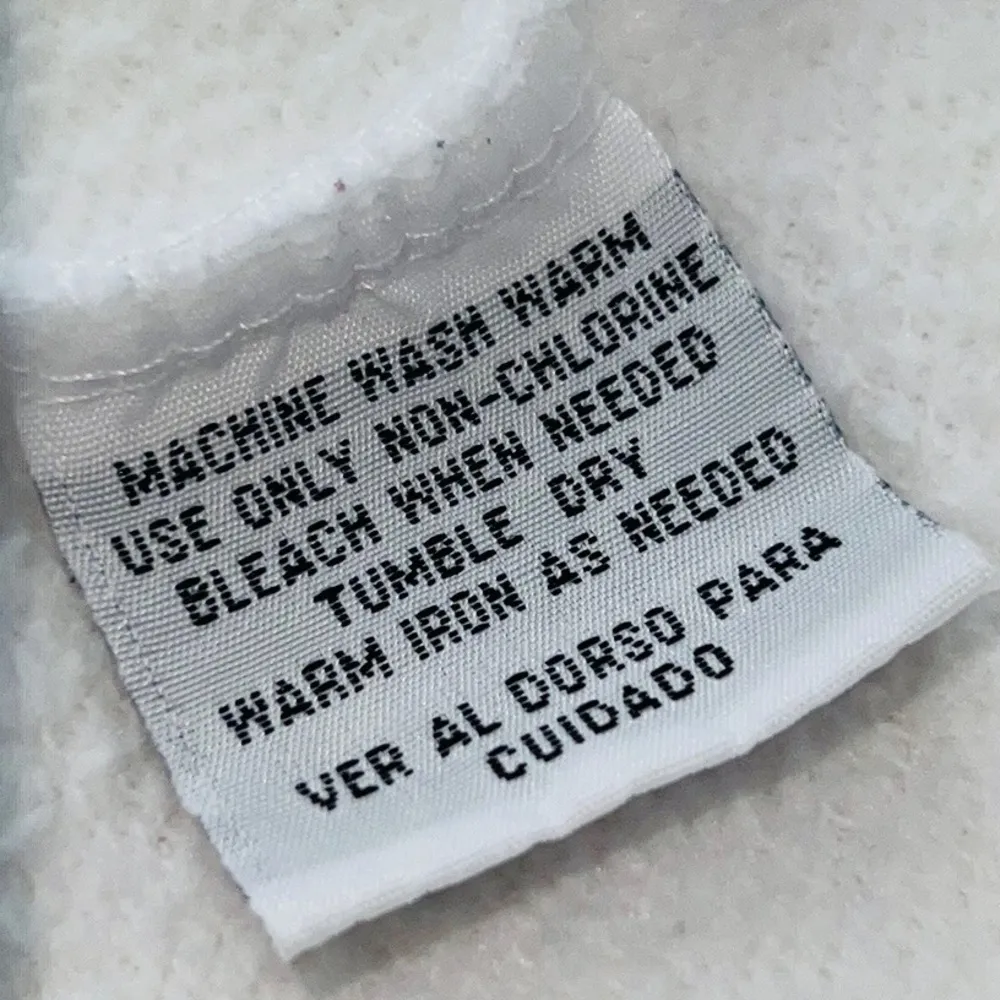 MACHINE WASH WARM
USE ONLY NON-CHLORINE
BLEACH WHEN NEEDED
TUMBLE DRY
WARM IRON AS NEEDED
VER AL DORSO PARA
CUIDADO